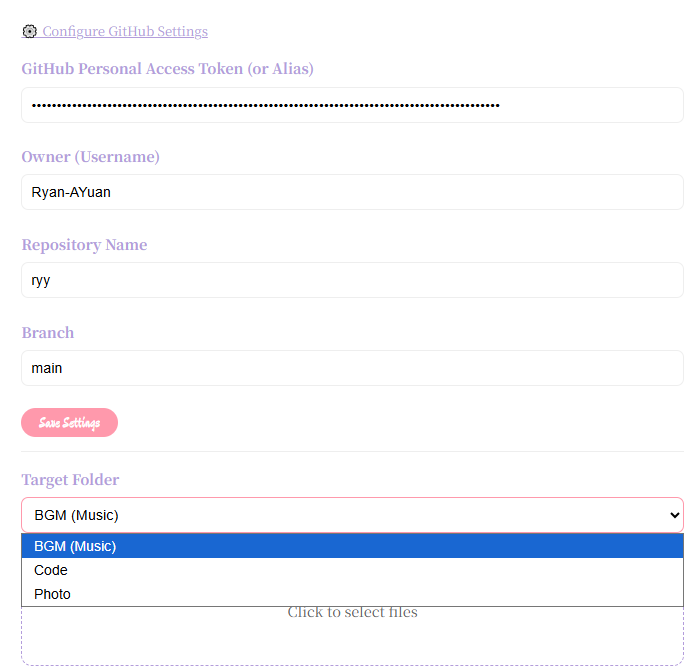 Configure GitHub Settings
GitHub Personal Access Token (or Alias)
Owner (Username)
Ryan-AYuan
Repository Name
ryy
Branch
main
Save Settings
Target Folder
BGM (Music)
BGM (Music)
Code
Photo
Click to select files